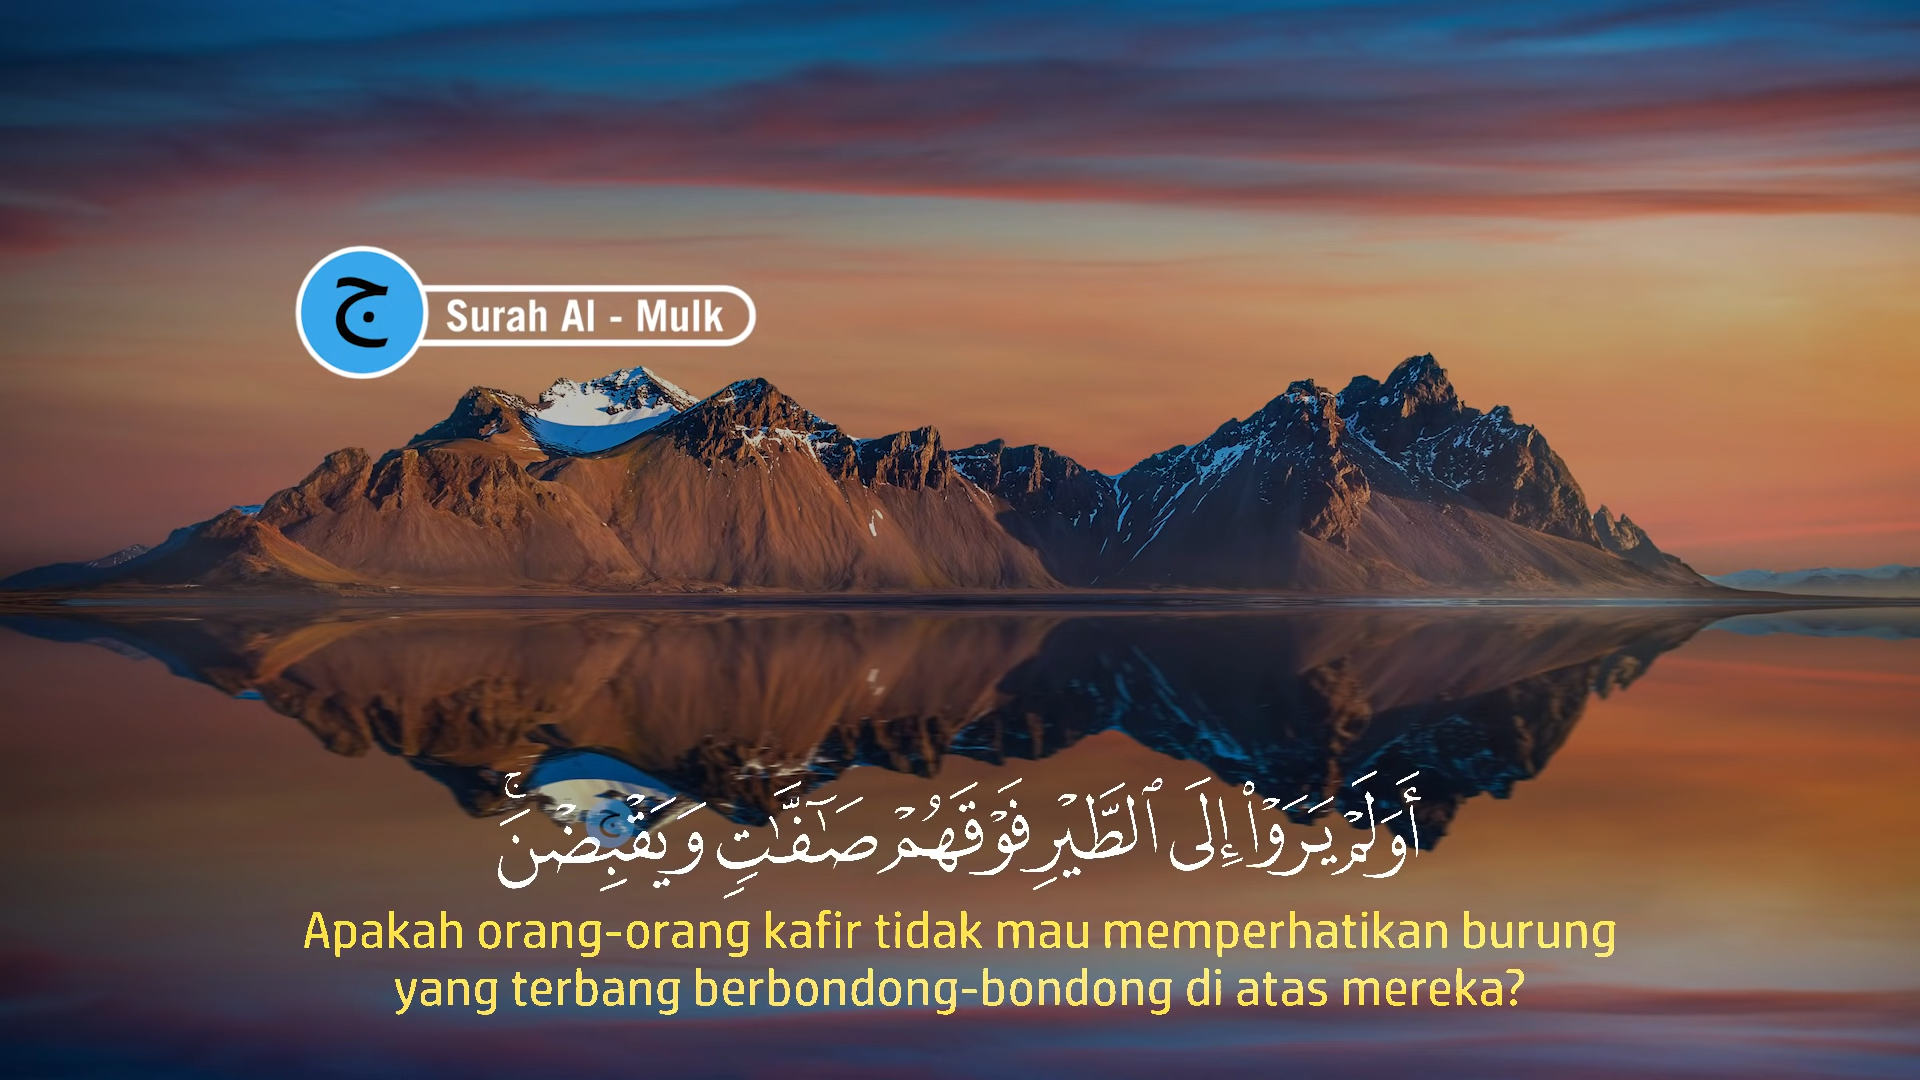 ج
Surah Al - Mulk
أَوَلَمْ يَرَوْا۟ إِلَى ٱلطَّيْرِ فَوْقَهُمْ صَـٰٓفَّـٰتٍ وَيَقْبِضْنَ ۚ
ج
Apakah orang-orang kafir tidak mau memperhatikan burung
yang terbang berbondong-bondong di atas mereka?